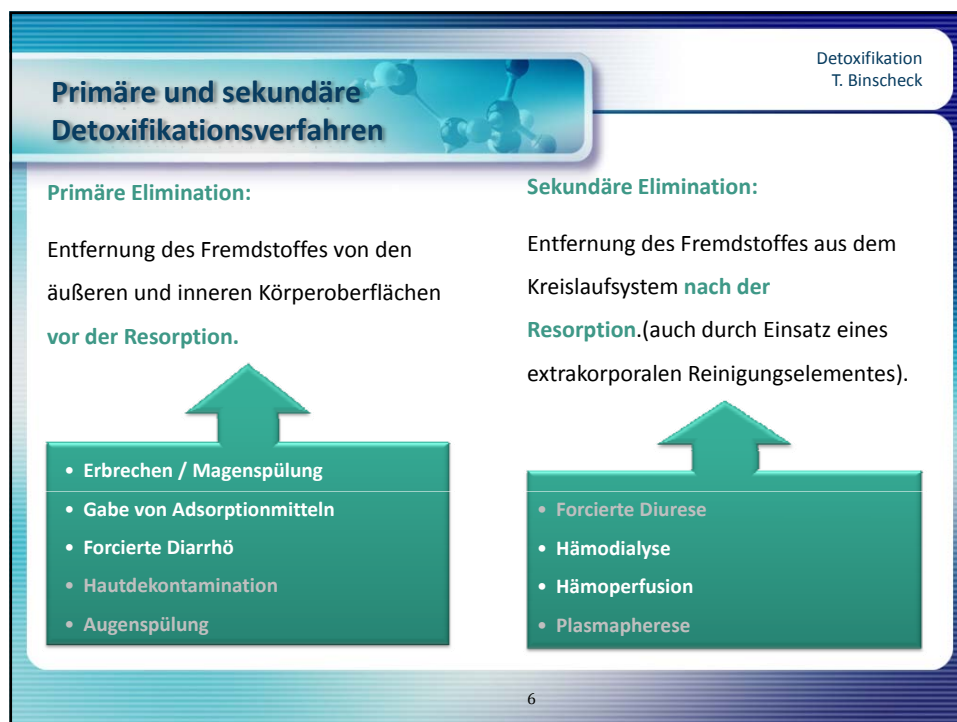 Detoxifikation
T. Binscheck
Primäre und sekundäre
Detoxifikationsverfahren
Primäre Elimination:
Entfernung des Fremdstoffes von den
äußeren und inneren Körperoberflächen
vor der Resorption.
• Erbrechen / Magenspülung
• Gabe von Adsorptionmitteln
• Forcierte Diarrhö
• Hautdekontamination
• Augenspülung
Sekundäre Elimination:
Entfernung des Fremdstoffes aus dem
Kreislaufsystem nach der
Resorption.(auch durch Einsatz eines
extrakorporalen Reinigungselementes).
• Forcierte Diurese
• Hämodialyse
• Hämoperfusion
• Plasmapherese
6